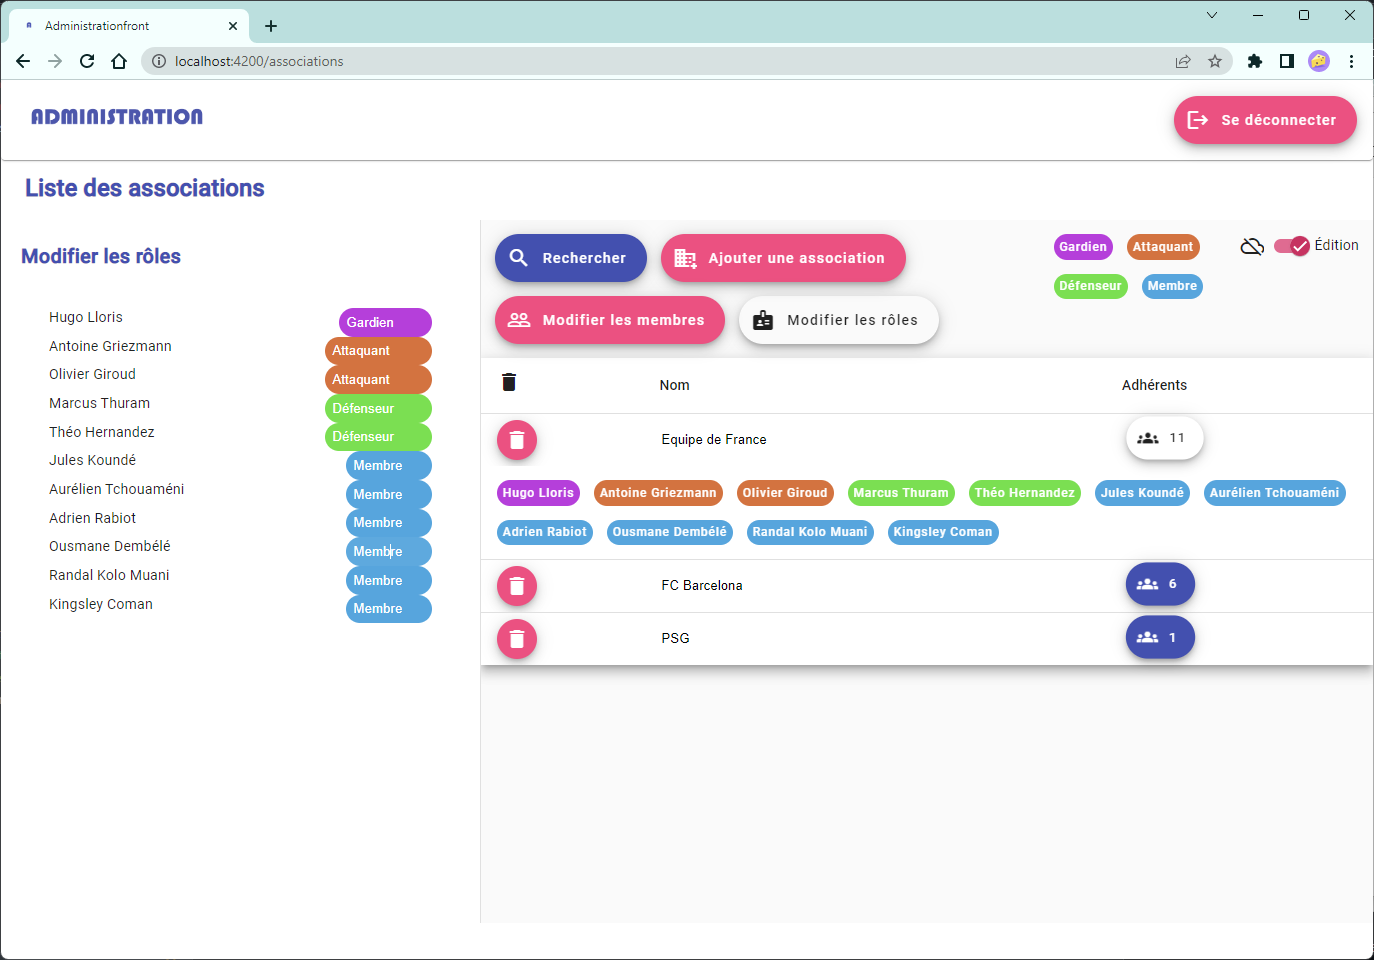 Administrationfront
localhost:4200/associations
ADMINISTRATION
Se déconnecter
Liste des associations
Modifier les rôles
Hugo Lloris Gardien
Antoine Griezmann Attaquant
Olivier Giroud Attaquant
Marcus Thuram Défenseur
Théo Hernandez Défenseur
Jules Koundé Membre
Aurélien Tchouaméni Membre
Adrien Rabiot Membre
Ousmane Dembélé Membre
Randal Kolo Muani Membre
Kingsley Coman Membre
Rechercher Ajouter une association
Modifier les membres Modifier les rôles
Gardien Attaquant
Défenseur Membre
Édition
Nom Adhérents
Equipe de France 11
Hugo Lloris Antoine Griezmann Olivier Giroud Marcus Thuram Théo Hernandez Jules Koundé Aurélien Tchouaméni
Adrien Rabiot Ousmane Dembélé Randal Kolo Muani Kingsley Coman
FC Barcelona 6
PSG 1